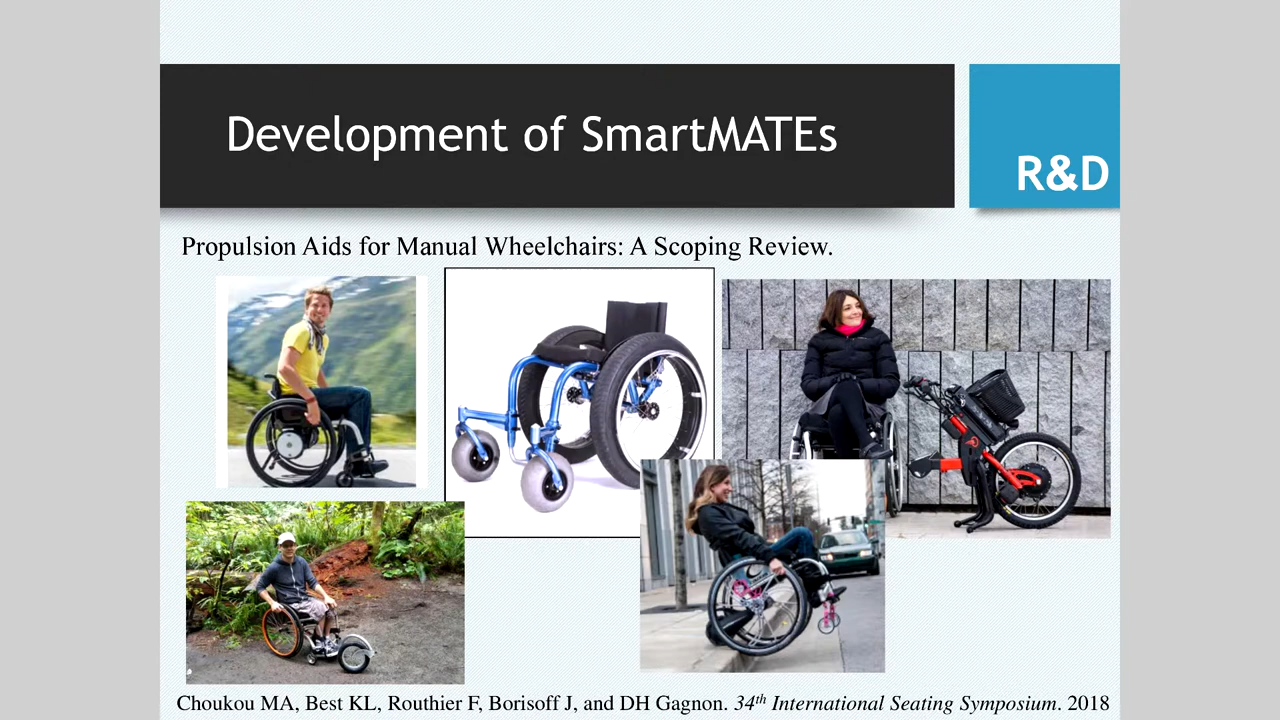 Development of SmartMATEs
R&D
Propulsion Aids for Manual Wheelchairs: A Scoping Review.
Choukou MA, Best KL, Routhier F, Borisoff J, and DH Gagnon. 34th International Seating Symposium. 2018